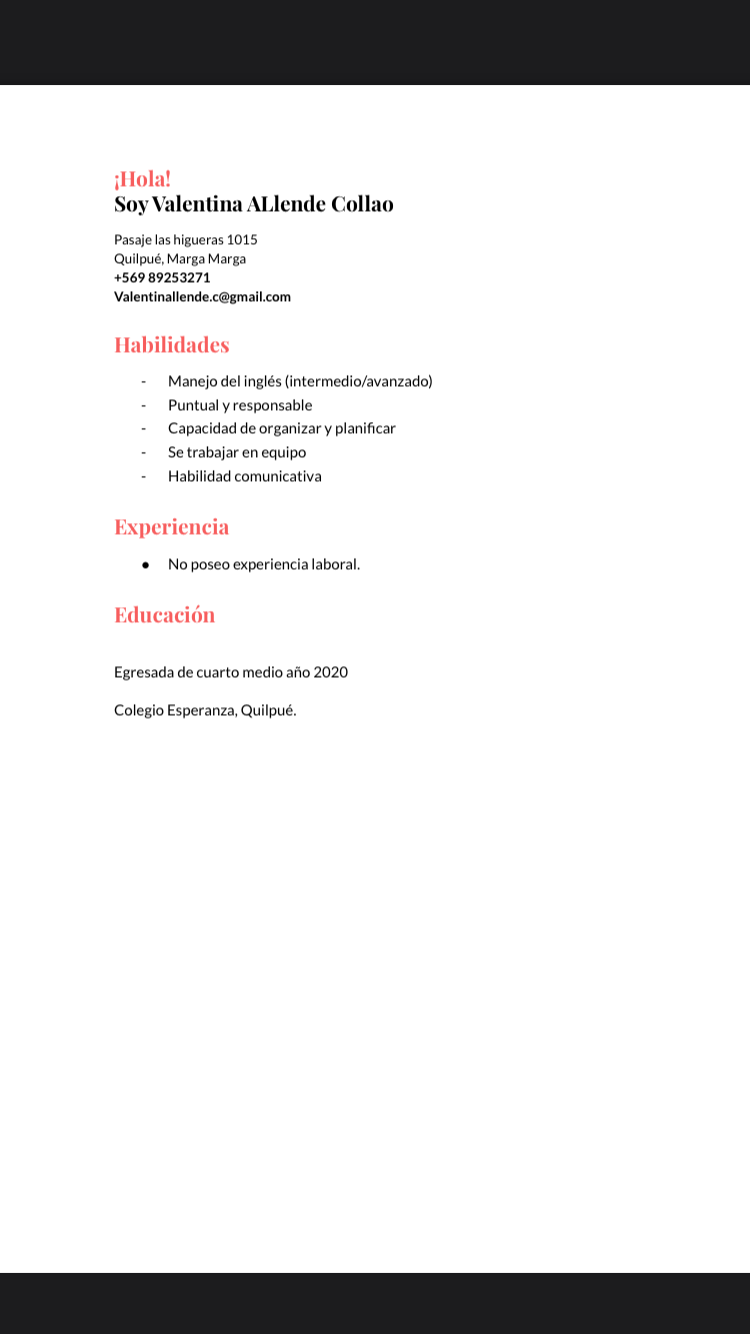 ¡Hola!
Soy Valentina ALlende Collao
Pasaje las higueras 1015
Quilpué, Marga Marga
+569 89253271
Valentinallende.c@gmail.com
Habilidades
- Manejo del inglés (intermedio/avanzado)
- Puntual y responsable
- Capacidad de organizar y planificar
- Se trabajar en equipo
- Habilidad comunicativa
Experiencia
● No poseo experiencia laboral.
Educación
Egresada de cuarto medio año 2020
Colegio Esperanza, Quilpué.